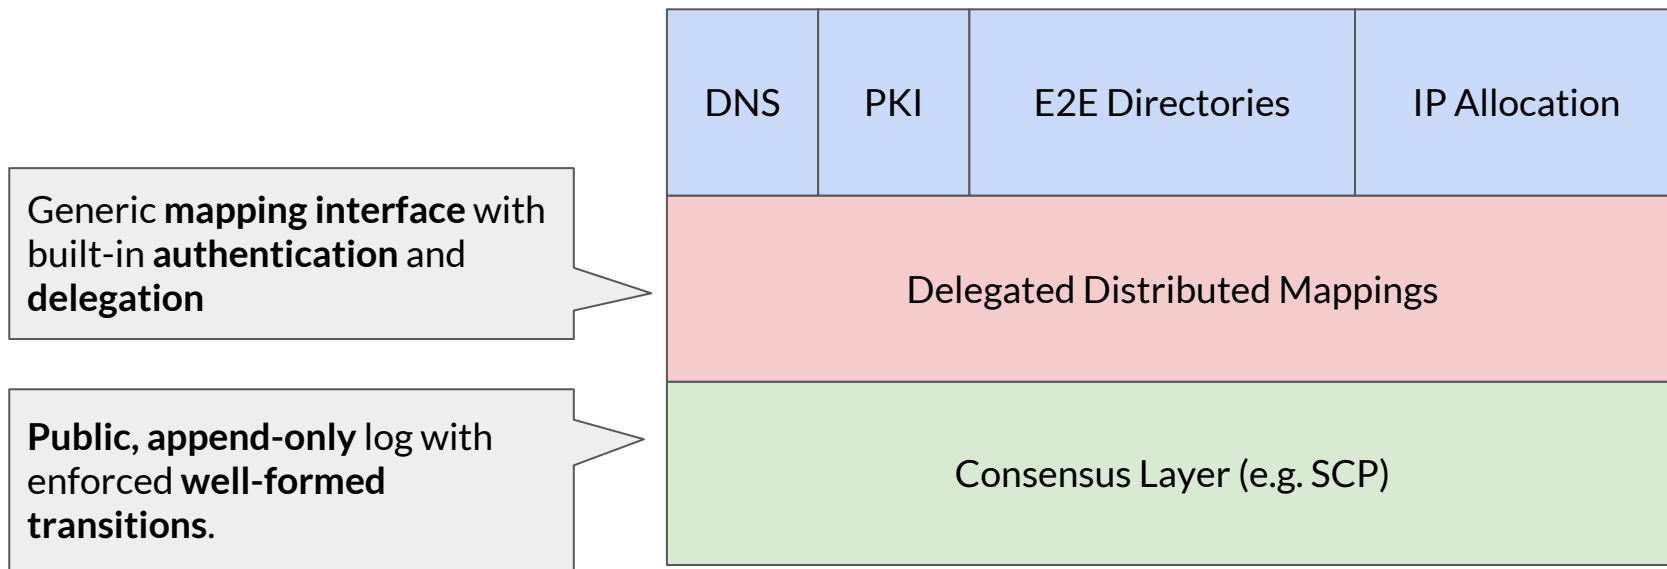 DNS
PKI
E2E Directories
IP Allocation
Generic mapping interface with
built-in authentication and
delegation
Delegated Distributed Mappings
Public, append-only log with
enforced well-formed
transitions.
Consensus Layer (e.g. SCP)